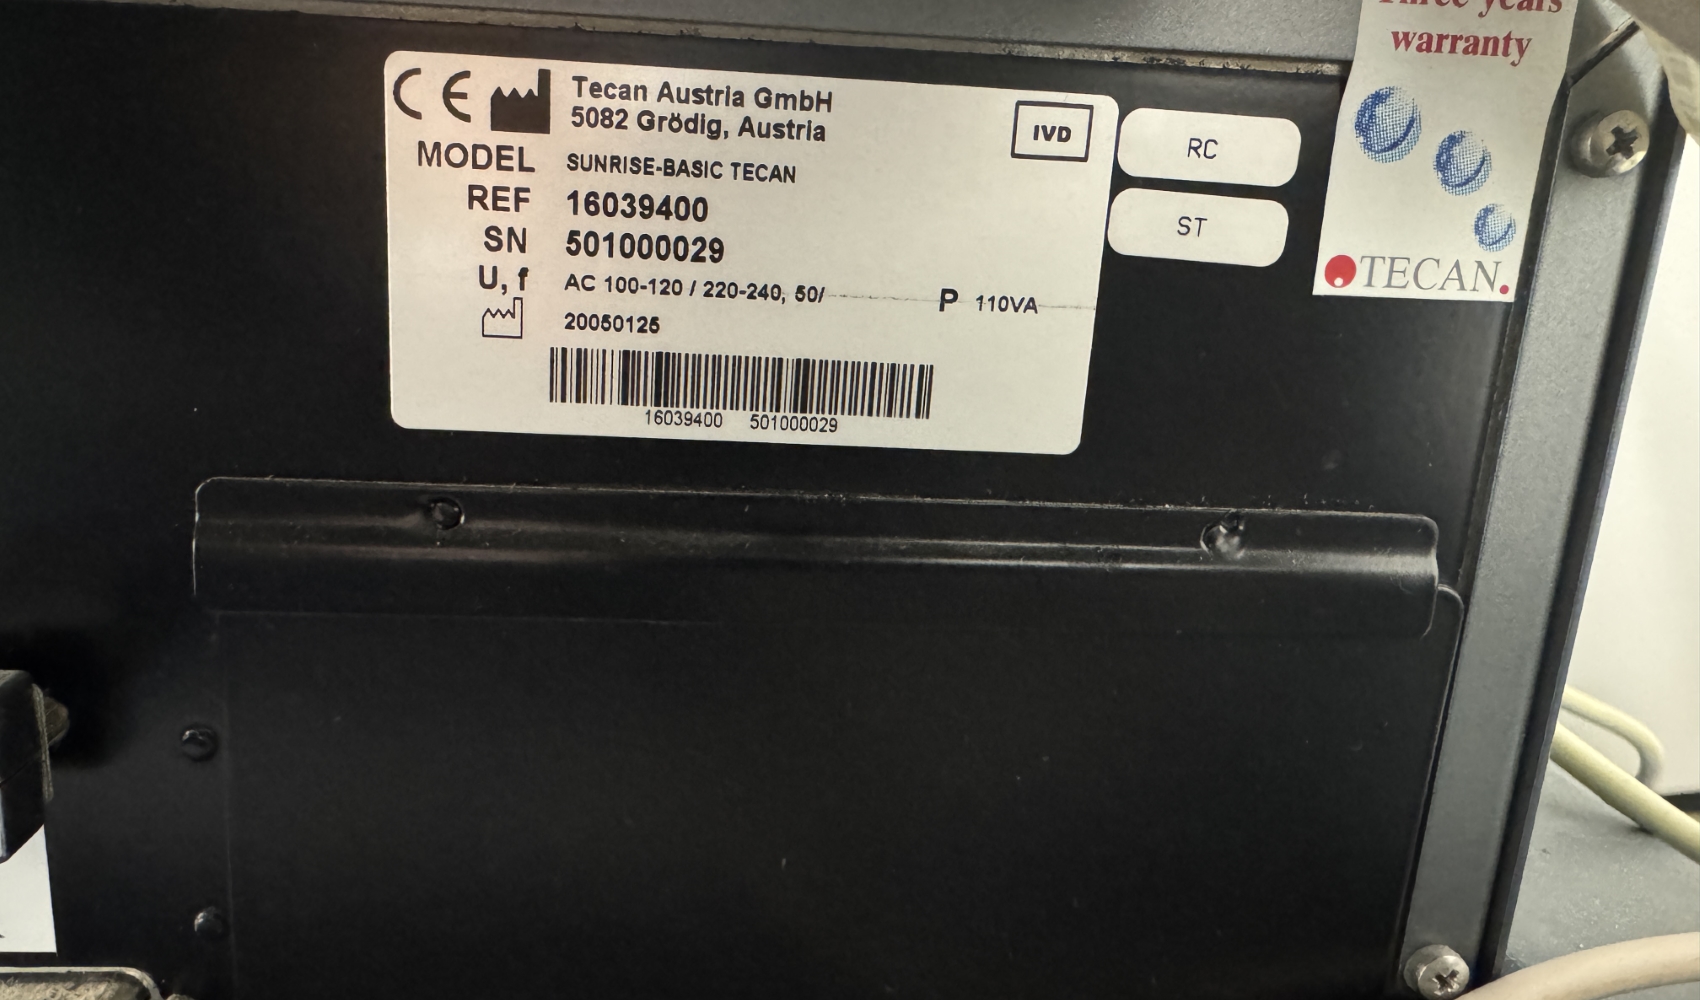 Three years
warranty
Tecan Austria GmbH
5082 Grödig, Austria
IVD
MODEL SUNRISE-BASIC TECAN
REF 16039400
SN 501000029
U, f AC 100-120 / 220-240, 50/ P 110VA
20050125
16039400 501000029
RC
ST
TECAN.